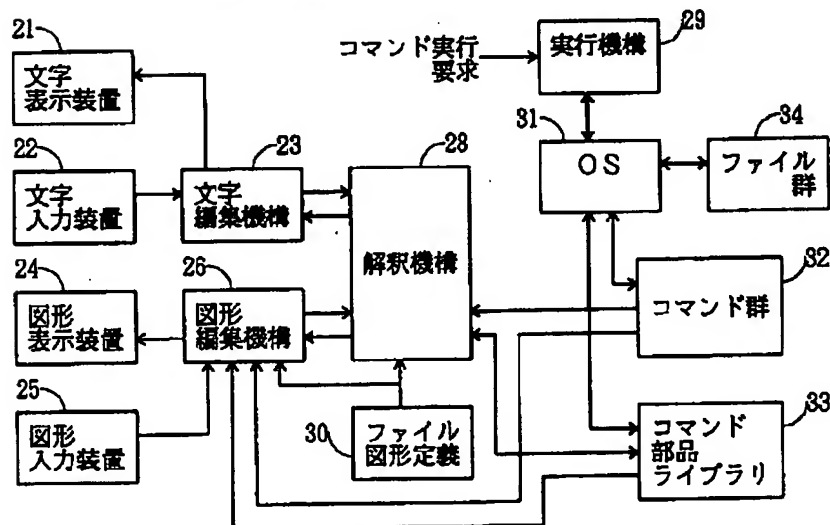 21
文字
表示装置
22
文字
入力装置
23
文字
編集機構
24
図形
表示装置
25
図形
入力装置
26
図形
編集機構
28
解釈機構
30
ファイル
図形定義
コマンド実行
要求
29
実行機構
31
OS
34
ファイル
群
32
コマンド群
33
コマンド
部品
ライブラリ